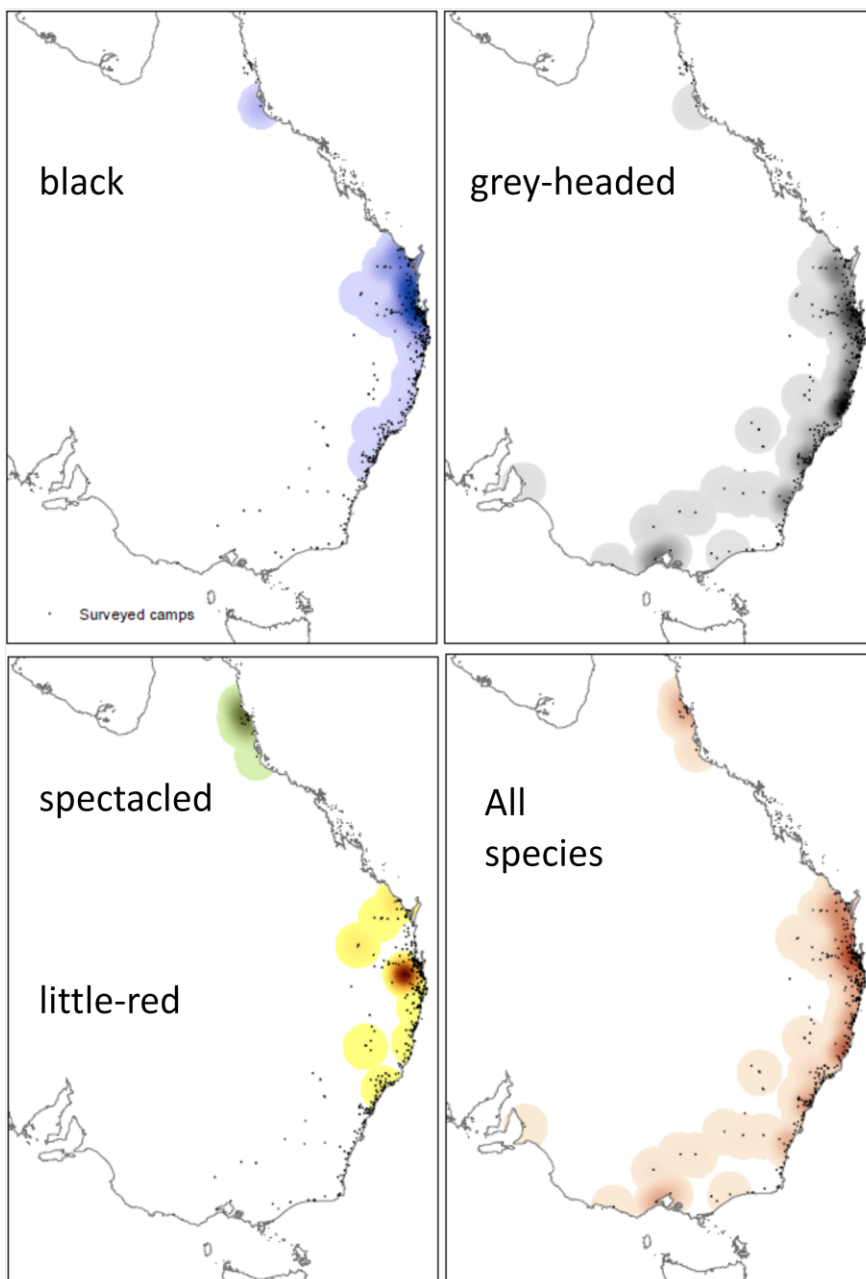 black
grey-headed
Surveyed camps
spectacled
little-red
All
species